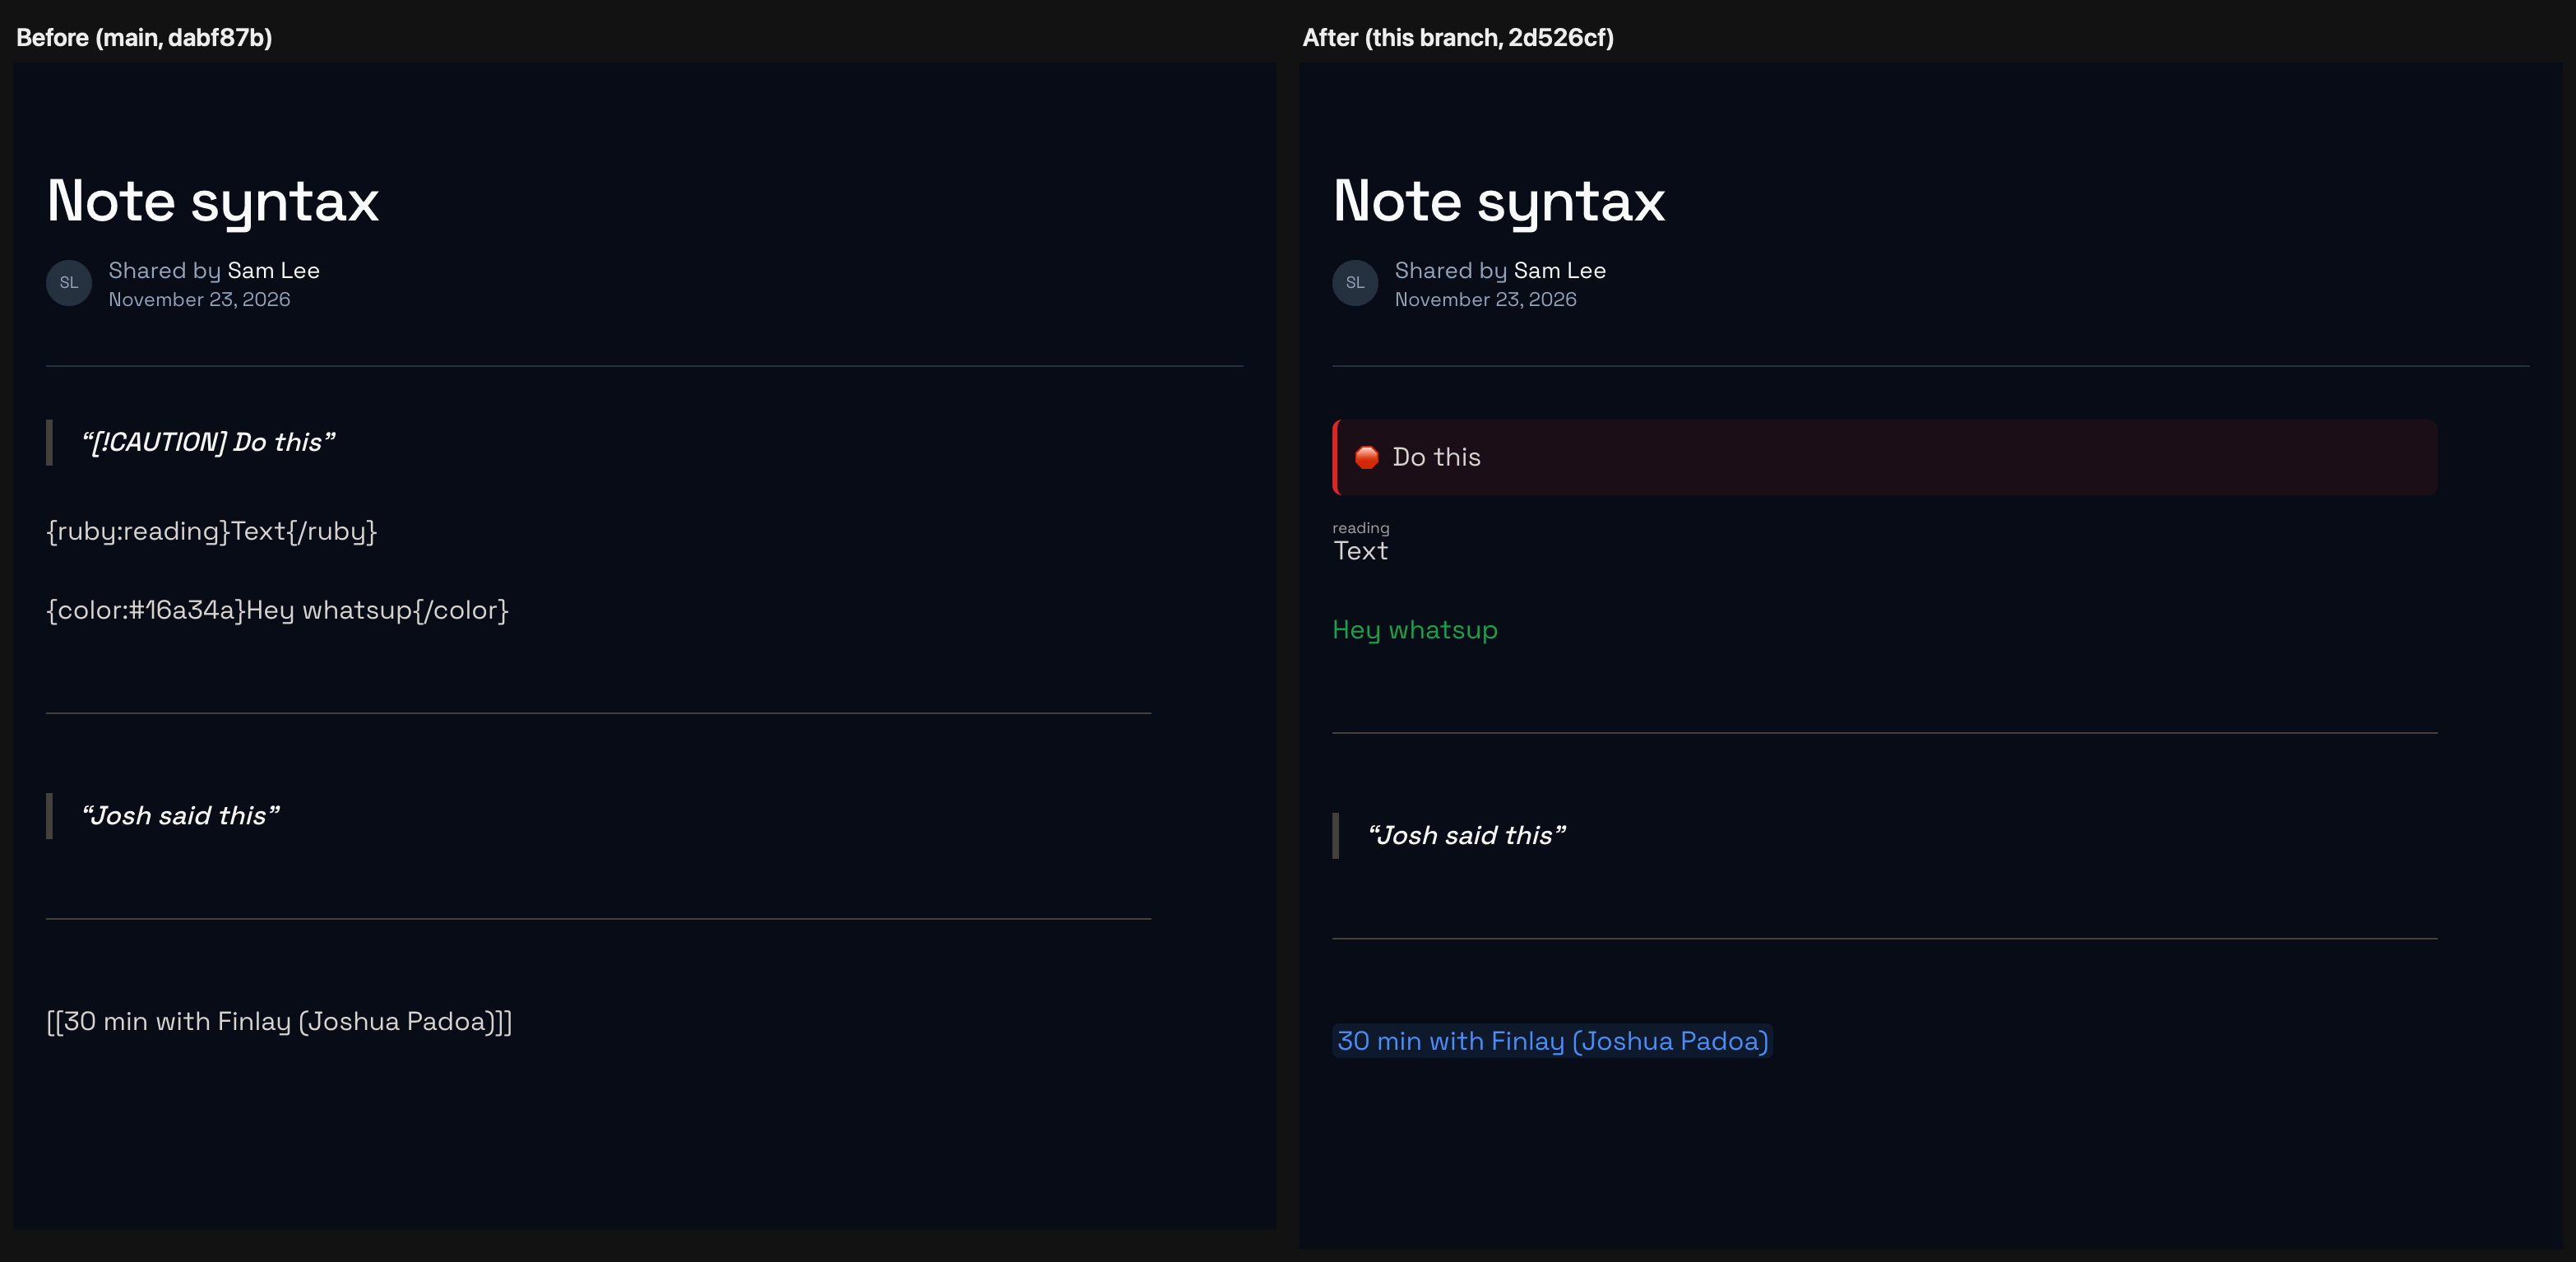 Before (main, dabf87b)
Note syntax
SL
Shared by Sam Lee
November 23, 2026
“[!CAUTION] Do this”
{ruby:reading}Text{/ruby}
{color:#16a34a}Hey whatsup{/color}
“Josh said this”
[[30 min with Finlay (Joshua Padoa)]]
After (this branch, 2d526cf)
Note syntax
SL
Shared by Sam Lee
November 23, 2026
Do this
reading
Text
Hey whatsup
“Josh said this”
30 min with Finlay (Joshua Padoa)